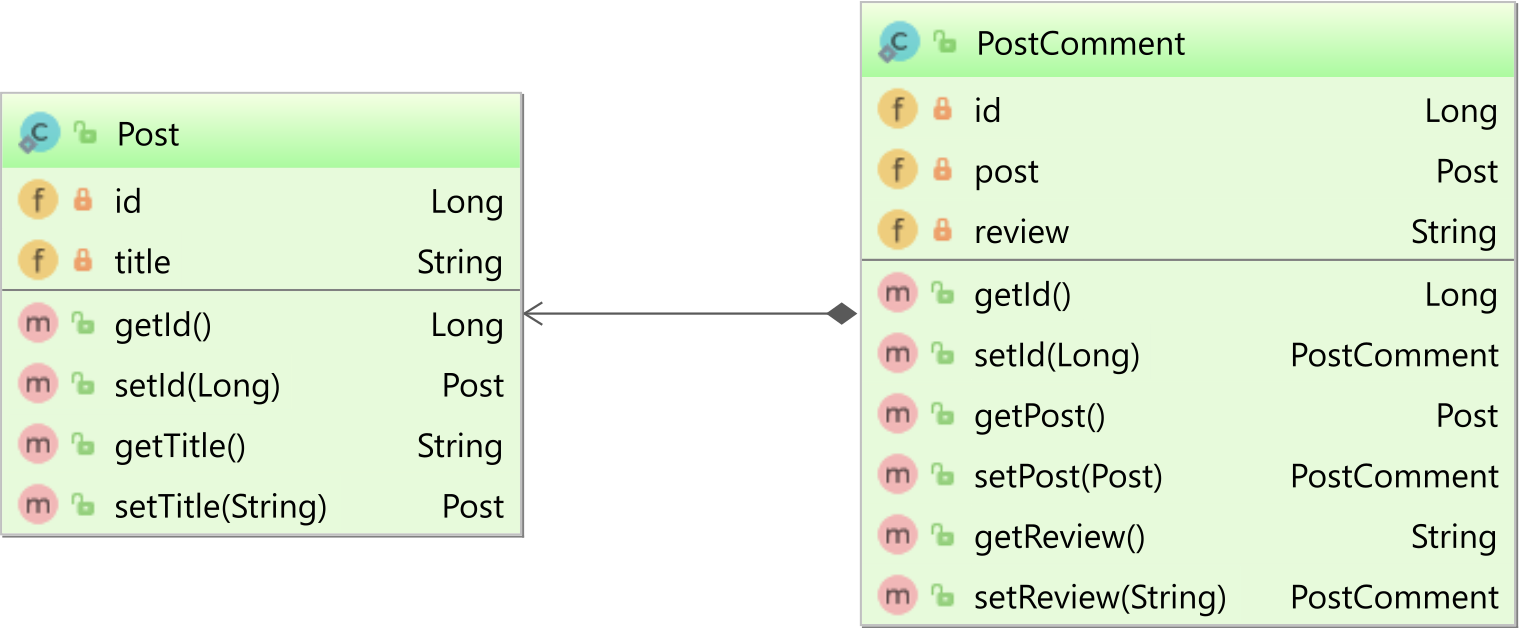 Post
id Long
title String
getId() Long
setId(Long) Post
getTitle() String
setTitle(String) Post
PostComment
id Long
post Post
review String
getId() Long
setId(Long) PostComment
getPost() Post
setPost(Post) PostComment
getReview() String
setReview(String) PostComment